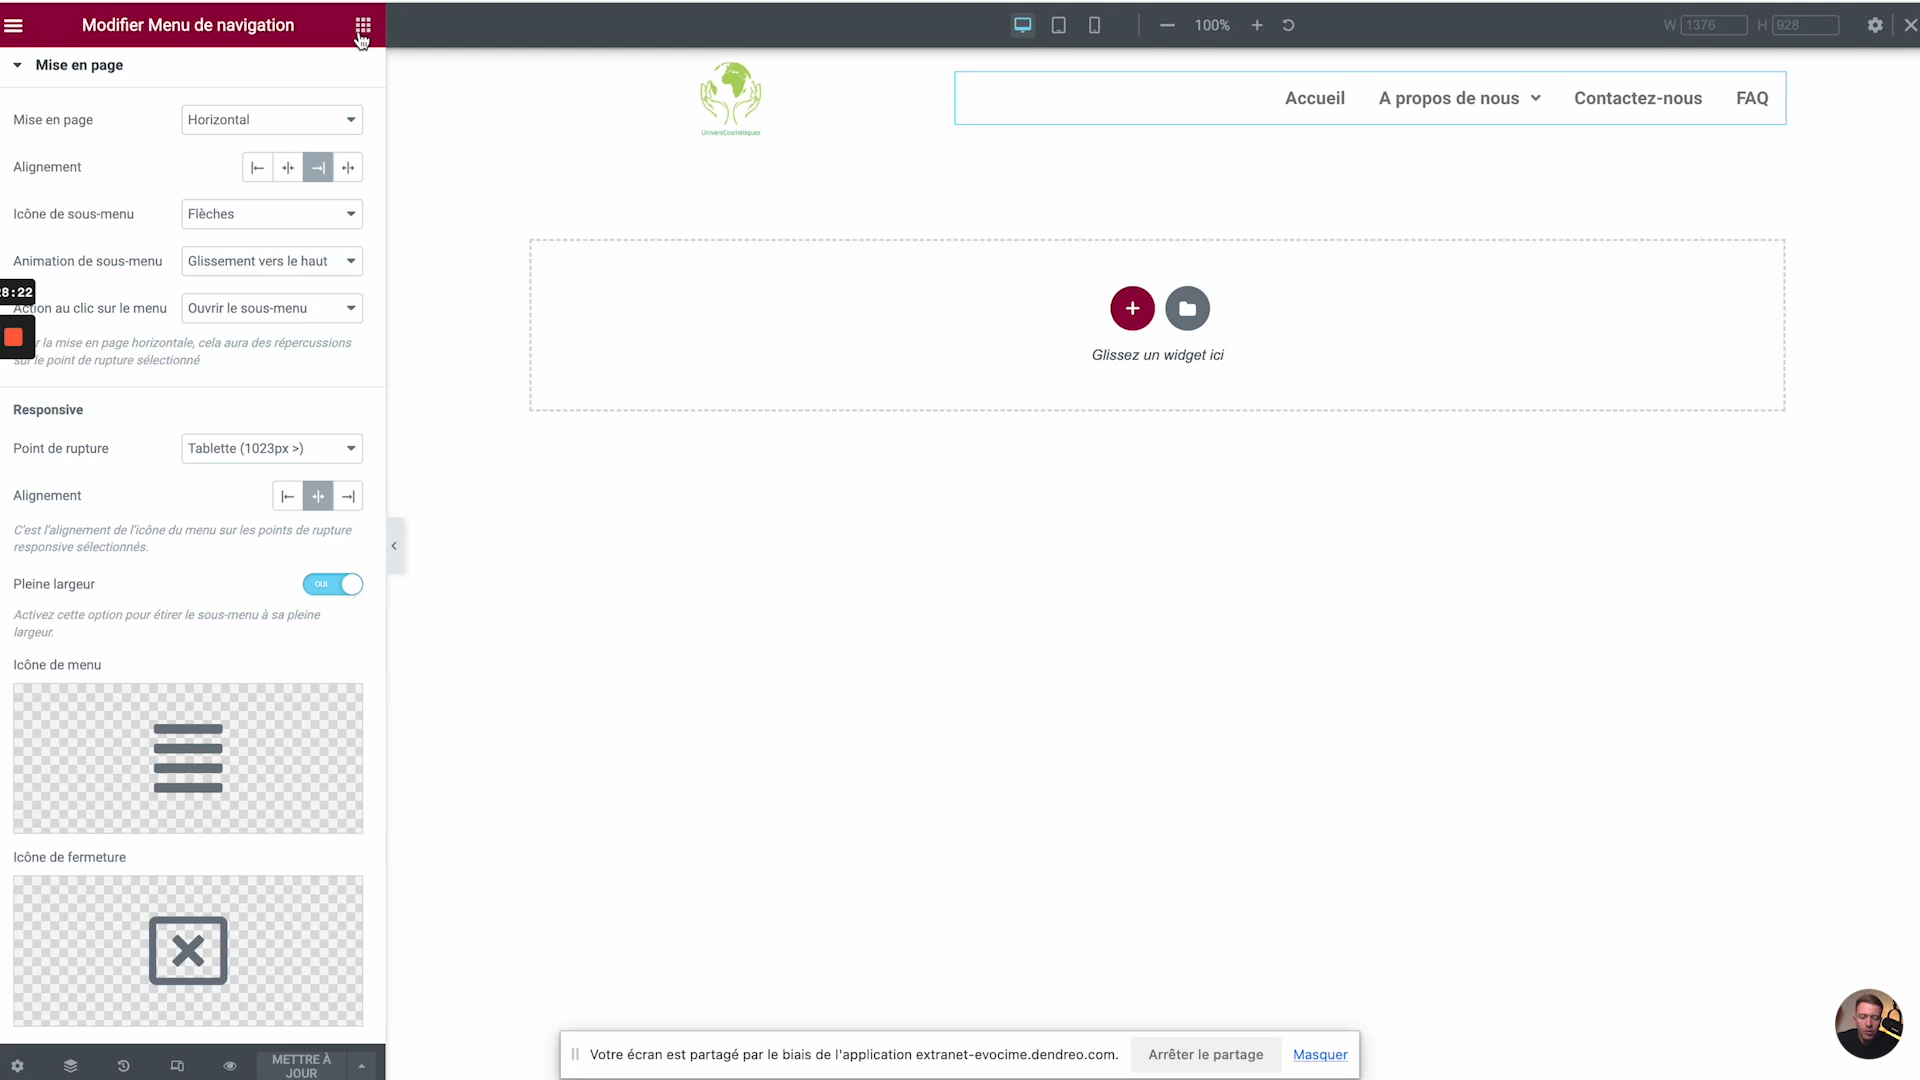 Modifier Menu de navigation
100%
W 1376 H 928
Mise en page
Mise en page Horizontal
Alignement
Icône de sous-menu Flèches
Animation de sous-menu Glissement vers le haut
8:22
Action au clic sur le menu Ouvrir le sous-menu
la mise en page horizontale, cela aura des répercussions
sur le point de rupture sélectionné
Responsive
Point de rupture Tablette (1023px >)
Alignement
C'est l'alignement de l'icône du menu sur les points de rupture
responsive sélectionnés.
Pleine largeur OUI
Activez cette option pour étirer le sous-menu à sa pleine
largeur.
Icône de menu
Icône de fermeture
METTRE À
JOUR
UniversCosmétiques
Accueil A propos de nous Contactez-nous FAQ
Glissez un widget ici
Votre écran est partagé par le biais de l'application extranet-evocime.dendreo.com. Arrêter le partage Masquer